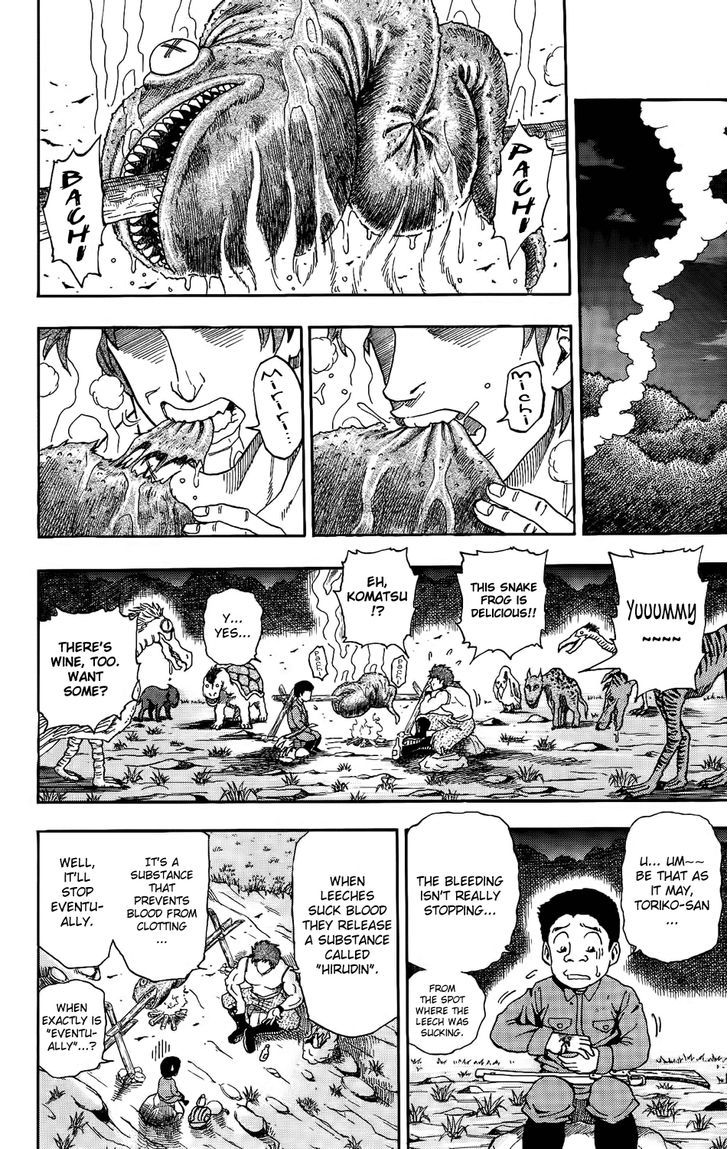 PACHI
BACHI
MICHI
MIRIRI...
YUUUMMY
~~~~
THIS SNAKE
FROG IS
DELICIOUS!!
EH,
KOMATSU
!?
Y...
YES...
THERE'S
WINE, TOO.
WANT
SOME?
U... UM~~
BE THAT AS
IT MAY,
TORIKO-SAN
...
THE BLEEDING
ISN'T REALLY
STOPPING...
FROM THE
SPOT WHERE
THE LEECH WAS
SUCKING.
WHEN
LEECHES
SUCK BLOOD
THEY RELEASE
A SUBSTANCE
CALLED
"HIRUDIN".
IT'S A
SUBSTANCE
THAT
PREVENTS
BLOOD FROM
CLOTTING
...
WELL,
IT'LL
STOP
EVENTU-
ALLY.
WHEN
EXACTLY IS
"EVENTU-
ALLY"...?